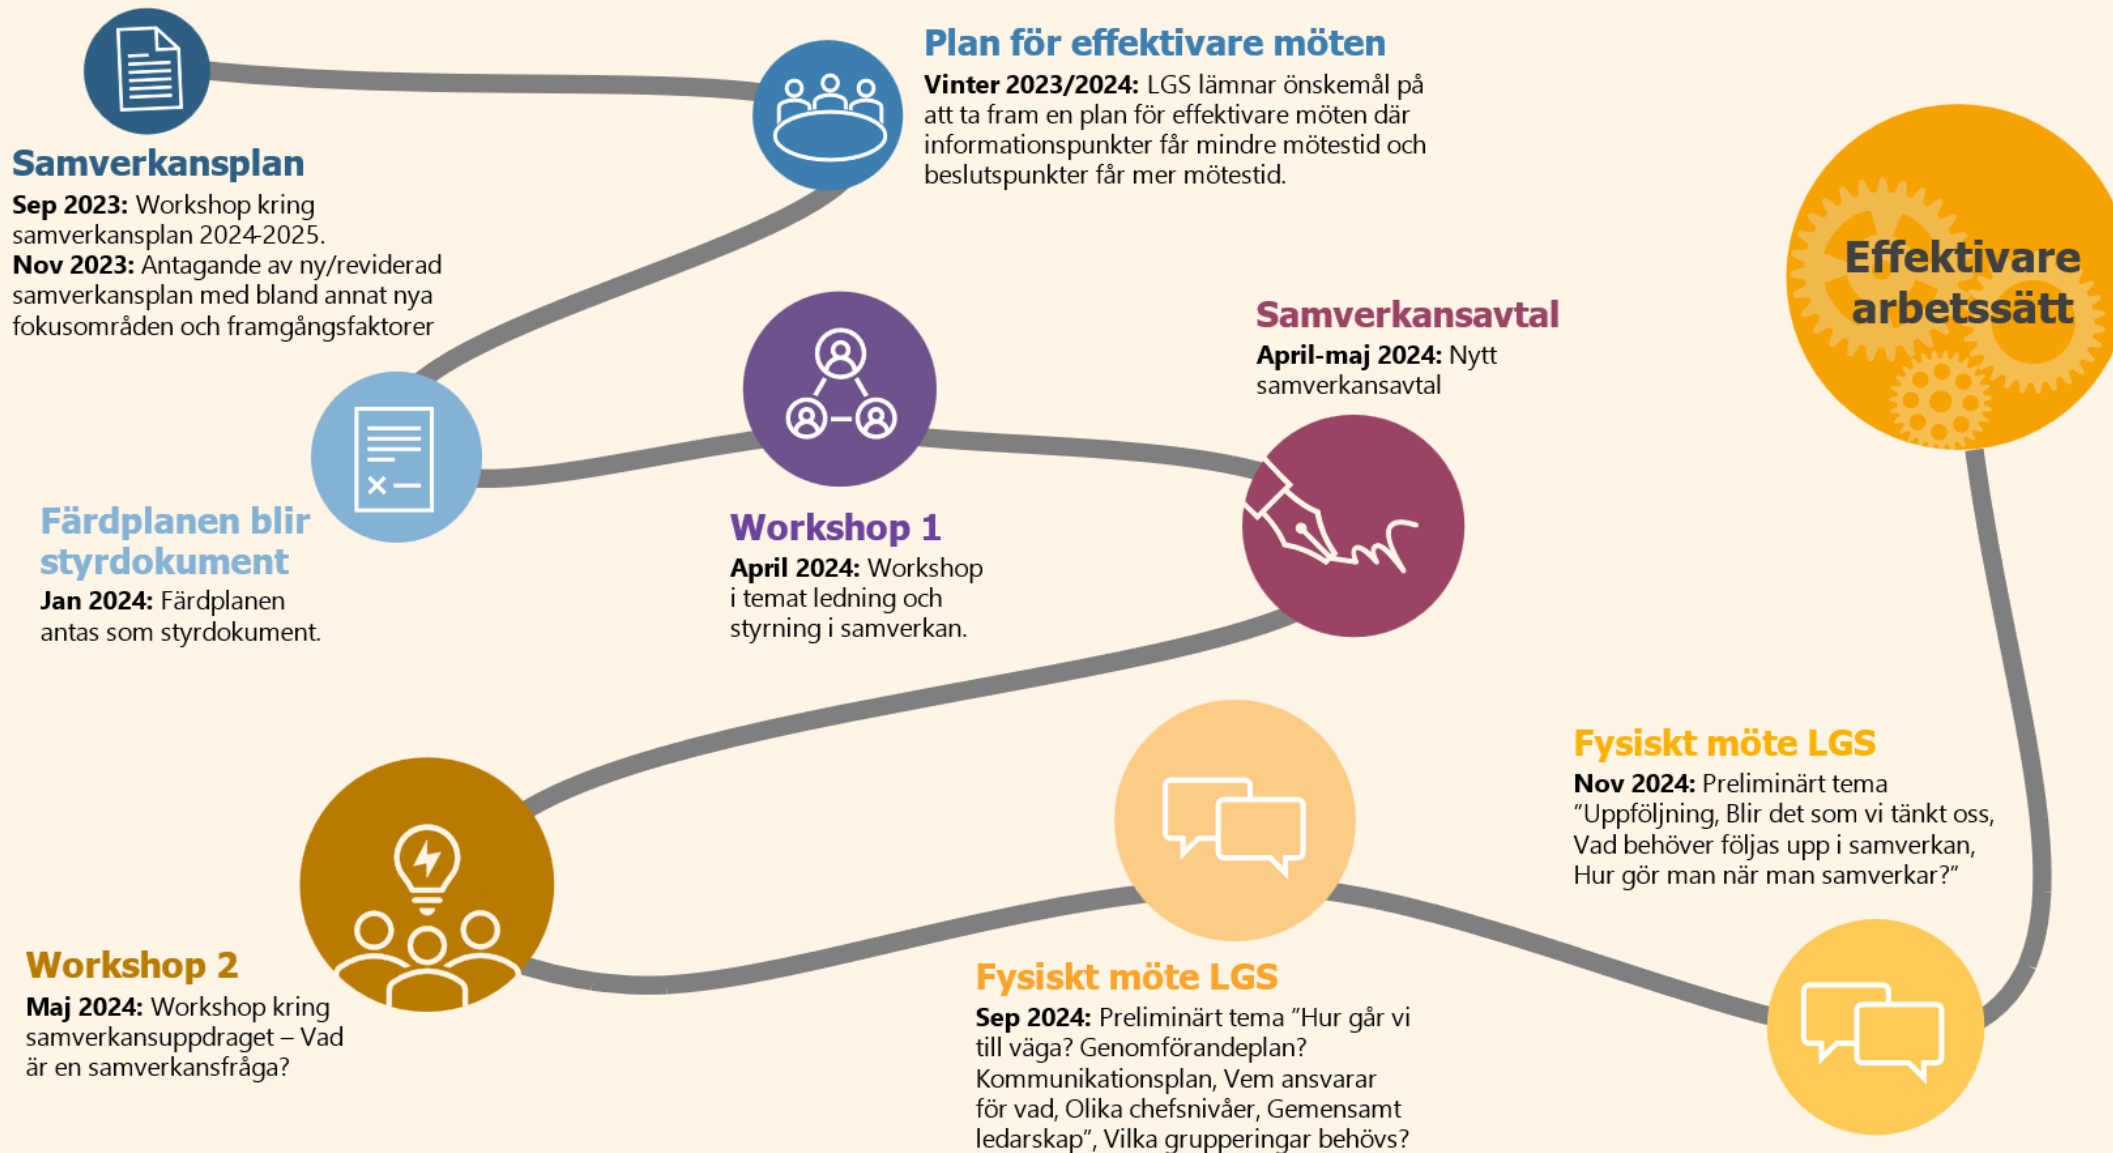 Samverkansplan
Sep 2023: Workshop kring
samverkansplan 2024-2025.
Nov 2023: Antagande av ny/reviderad
samverkansplan med bland annat nya
fokusområden och framgångsfaktorer
Plan för effektivare möten
Vinter 2023/2024: LGS lämnar önskemål på
att ta fram en plan för effektivare möten där
informationspunkter får mindre mötestid och
beslutspunkter får mer mötestid.
Färdplanen blir
styrdokument
Jan 2024: Färdplanen
antas som styrdokument.
Workshop 1
April 2024: Workshop
i temat ledning och
styrning i samverkan.
Samverkansavtal
April-maj 2024: Nytt
samverkansavtal
Workshop 2
Maj 2024: Workshop kring
samverkansuppdraget – Vad
är en samverkansfråga?
Fysiskt möte LGS
Sep 2024: Preliminärt tema "Hur går vi
till väga? Genomförandeplan?
Kommunikationsplan, Vem ansvarar
för vad, Olika chefsnivåer, Gemensamt
ledarskap", Vilka grupperingar behövs?
Fysiskt möte LGS
Nov 2024: Preliminärt tema
"Uppföljning, Blir det som vi tänkt oss,
Vad behöver följas upp i samverkan,
Hur gör man när man samverkar?"
Effektivare
arbetssätt